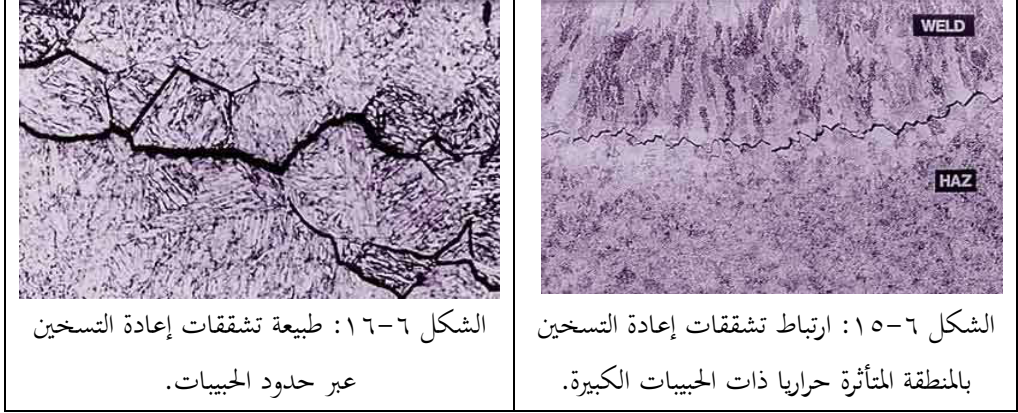 WELD
HAZ
الشكل ٦-١٥: ارتباط تشققات إعادة التسخين
بالمنطقة المتأثرة حراريا ذات الحبيبات الكبيرة.
الشكل ٦-١٦: طبيعة تشققات إعادة التسخين
عبر حدود الحبيبات.